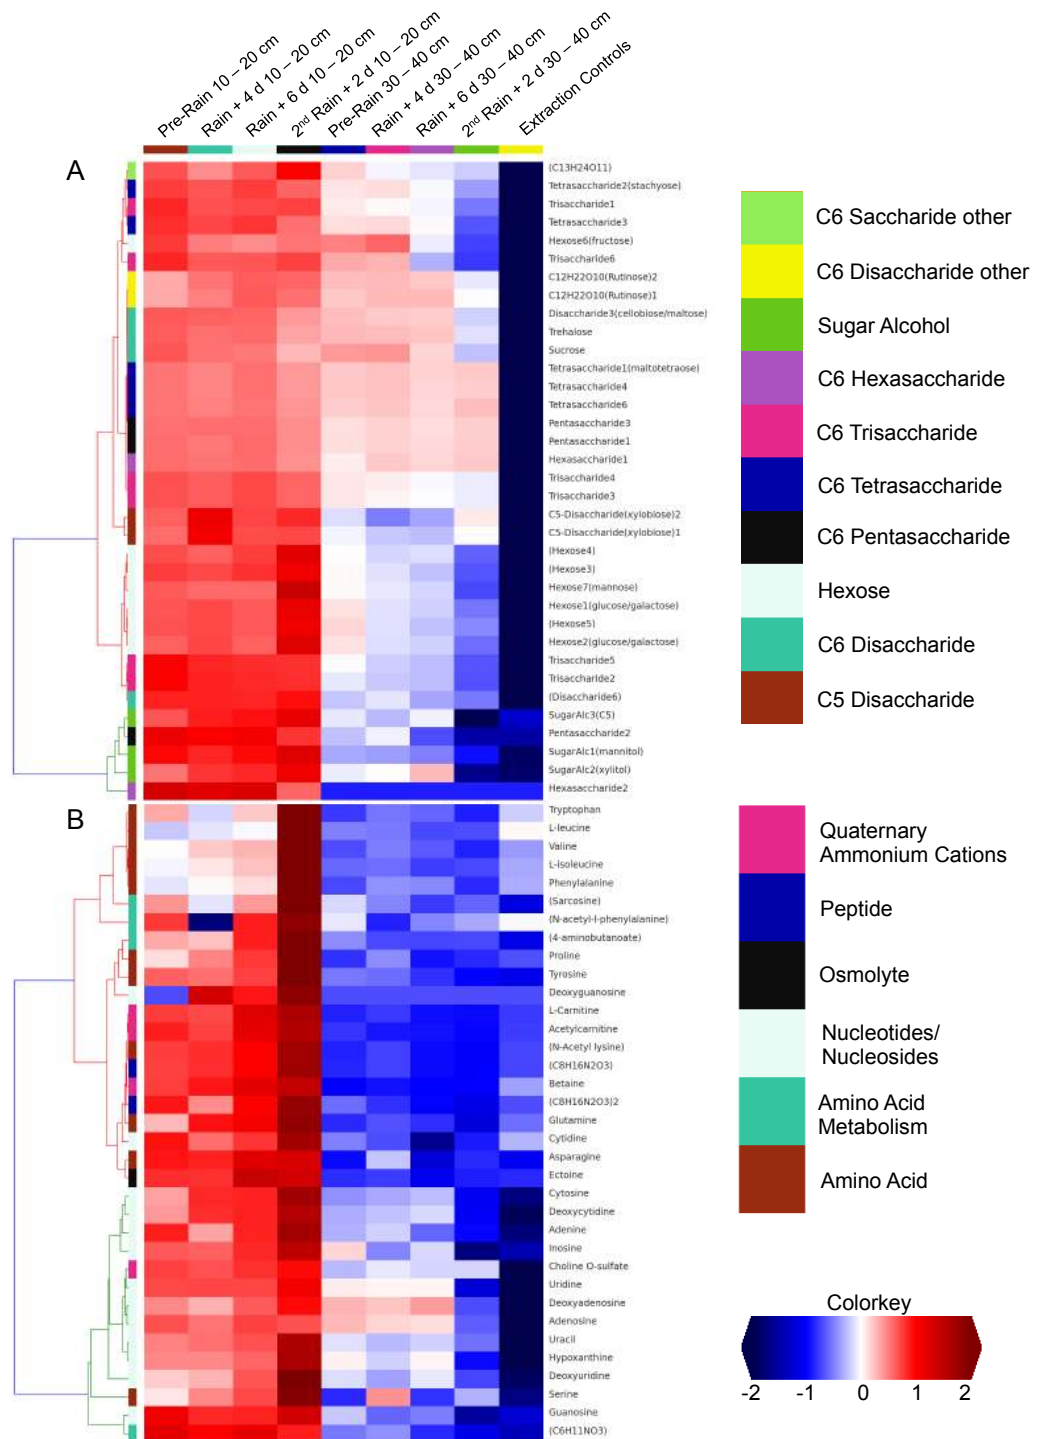 Pre-Rain 10 – 20 cm
Rain + 4 d 10 – 20 cm
Rain + 6 d 10 – 20 cm
2nd Rain + 2 d 10 – 20 cm
Pre-Rain 30 – 40 cm
Rain + 4 d 30 – 40 cm
Rain + 6 d 30 – 40 cm
2nd Rain + 2 d 30 – 40 cm
Extraction Controls
A
(C13H24O11)
Tetrasaccharide2(stachyose)
Trisaccharide1
Tetrasaccharide3
Hexose6(fructose)
Trisaccharide6
C12H22O10(Rutinose)2
C12H22O10(Rutinose)1
Disaccharide3(cellobiose/maltose)
Trehalose
Sucrose
Tetrasaccharide1(maltotetraose)
Tetrasaccharide4
Tetrasaccharide6
Pentasaccharide3
Pentasaccharide1
Hexasaccharide1
Trisaccharide4
Trisaccharide3
C5-Disaccharide(xylobiose)2
C5-Disaccharide(xylobiose)1
(Hexose4)
(Hexose3)
Hexose7(mannose)
Hexose1(glucose/galactose)
(Hexose5)
Hexose2(glucose/galactose)
Trisaccharide5
Trisaccharide2
(Disaccharide6)
SugarAlc3(C5)
Pentasaccharide2
SugarAlc1(mannitol)
SugarAlc2(xylitol)
Hexasaccharide2
C6 Saccharide other
C6 Disaccharide other
Sugar Alcohol
C6 Hexasaccharide
C6 Trisaccharide
C6 Tetrasaccharide
C6 Pentasaccharide
Hexose
C6 Disaccharide
C5 Disaccharide
B
Tryptophan
L-leucine
Valine
L-isoleucine
Phenylalanine
(Sarcosine)
(N-acetyl-l-phenylalanine)
(4-aminobutanoate)
Proline
Tyrosine
Deoxyguanosine
L-Carnitine
Acetylcarnitine
(N-Acetyl lysine)
(C8H16N2O3)
Betaine
(C8H16N2O3)2
Glutamine
Cytidine
Asparagine
Ectoine
Cytosine
Deoxycytidine
Adenine
Inosine
Choline O-sulfate
Uridine
Deoxyadenosine
Adenosine
Uracil
Hypoxanthine
Deoxyuridine
Serine
Guanosine
(C6H11NO3)
Quaternary
Ammonium Cations
Peptide
Osmolyte
Nucleotides/
Nucleosides
Amino Acid
Metabolism
Amino Acid
Colorkey
-2 -1 0 1 2